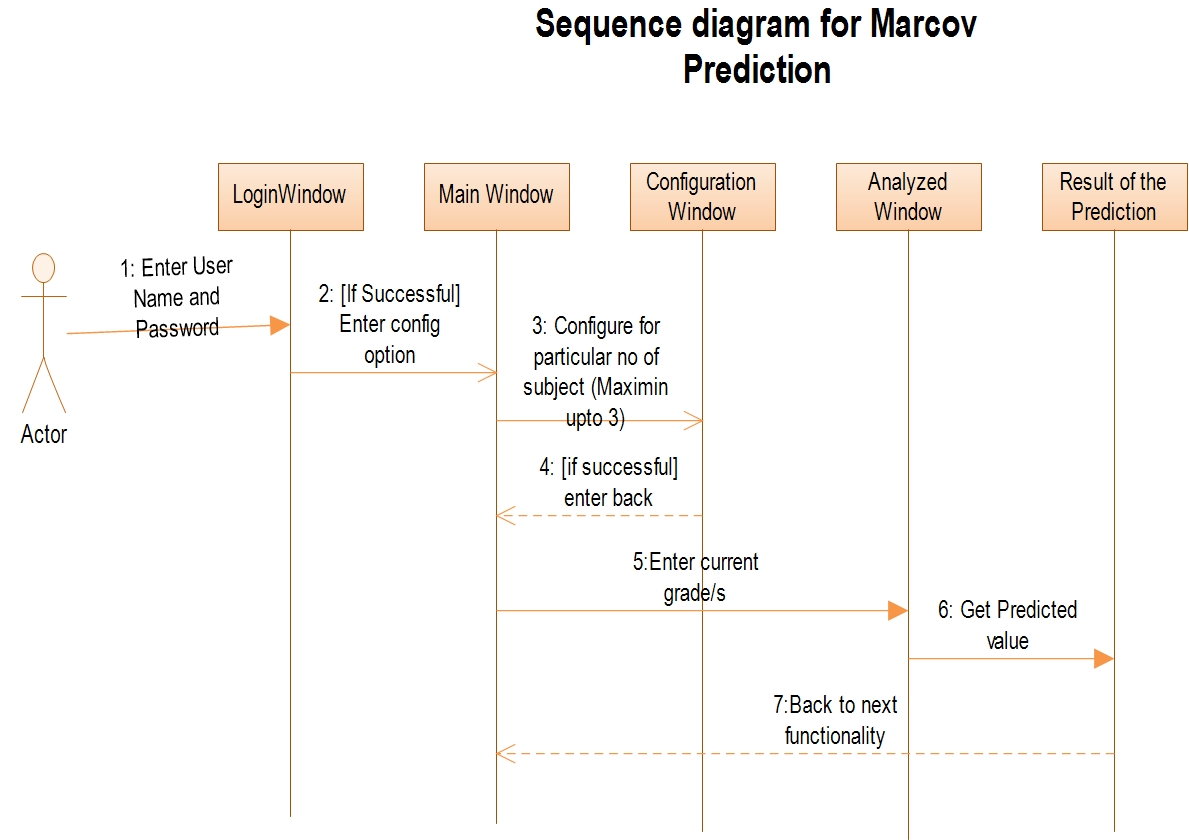 Sequence diagram for Marcov
Prediction
LoginWindow
Main Window
Configuration
Window
Analyzed
Window
Result of the
Prediction
Actor
1: Enter User
Name and
Password
2: [If Successful]
Enter config
option
3: Configure for
particular no of
subject (Maximin
upto 3)
4: [if successful]
enter back
5:Enter current
grade/s
6: Get Predicted
value
7:Back to next
functionality